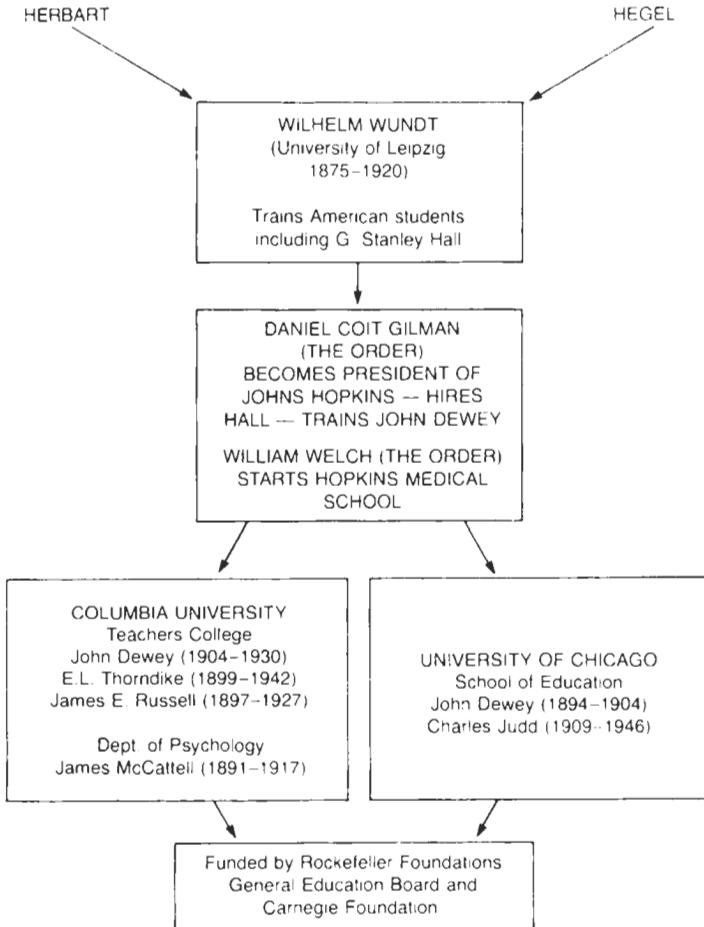 HERBART
HEGEL
WILHELM WUNDT
(University of Leipzig
1875–1920)
Trains American students
including G. Stanley Hall
DANIEL COIT GILMAN
(THE ORDER)
BECOMES PRESIDENT OF
JOHNS HOPKINS — HIRES
HALL — TRAINS JOHN DEWEY
WILLIAM WELCH (THE ORDER)
STARTS HOPKINS MEDICAL
SCHOOL
COLUMBIA UNIVERSITY
Teachers College
John Dewey (1904–1930)
E.L. Thorndike (1899–1942)
James E. Russell (1897–1927)
Dept. of Psychology
James McCattell (1891–1917)
UNIVERSITY OF CHICAGO
School of Education
John Dewey (1894–1904)
Charles Judd (1909–1946)
Funded by Rockefeller Foundations
General Education Board and
Carnegie Foundation